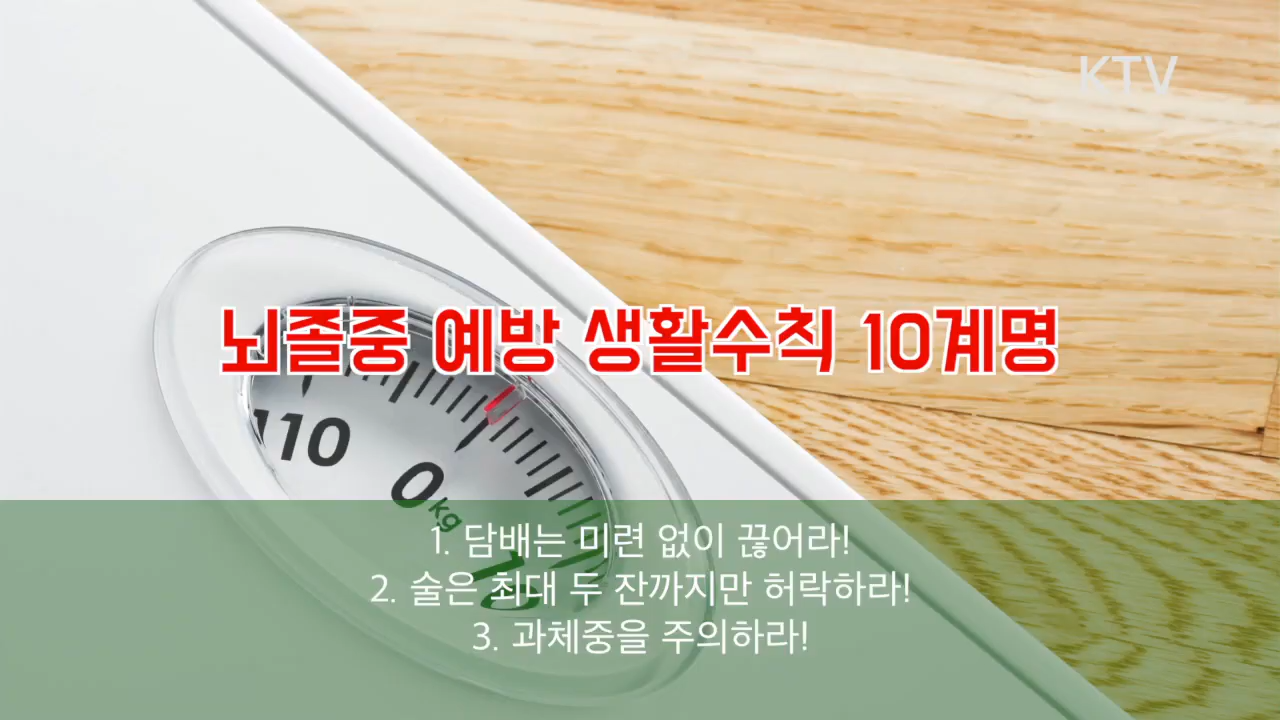 KTV
뇌졸중 예방 생활수칙 10계명
110
0
kg
10
1. 담배는 미련 없이 끊어라!
2. 술은 최대 두 잔까지만 허락하라!
3. 과체중을 주의하라!